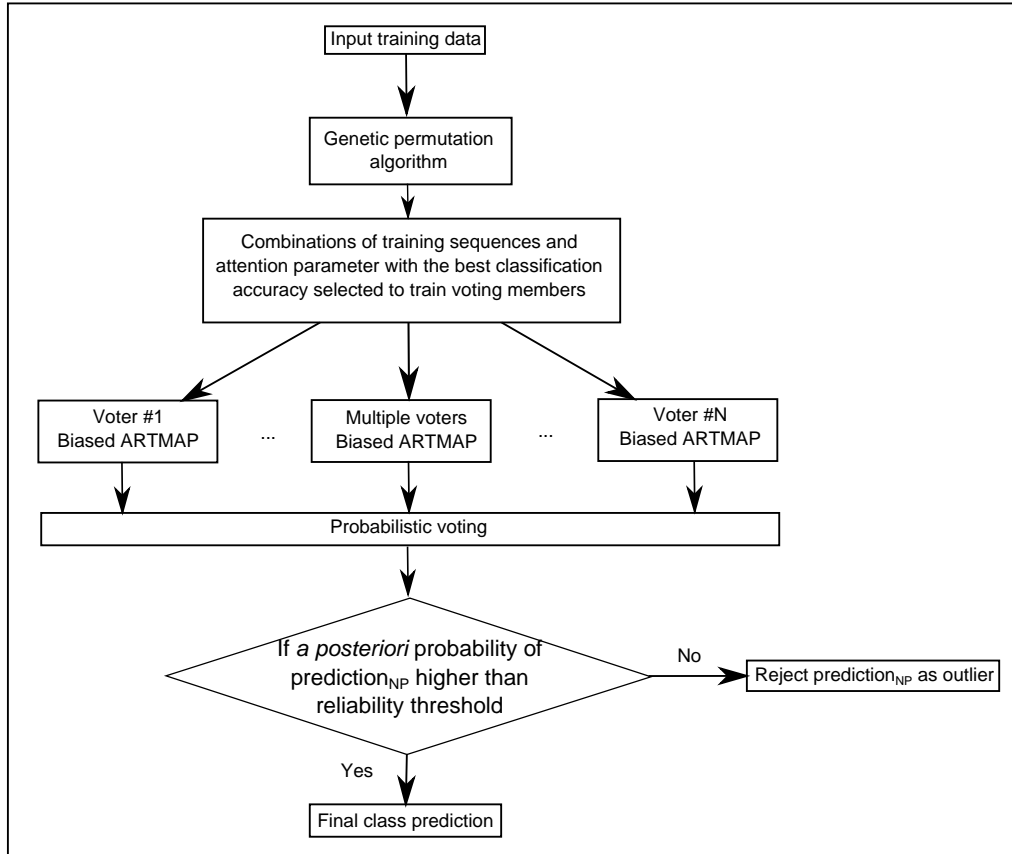 Input training data
Genetic permutation
algorithm
Combinations of training sequences and
attention parameter with the best classification
accuracy selected to train voting members
Voter #1
Biased ARTMAP
...
Multiple voters
Biased ARTMAP
...
Voter #N
Biased ARTMAP
Probabilistic voting
If a posteriori probability of
predictionNP higher than
reliability threshold
No
Reject predictionNP as outlier
Yes
Final class prediction